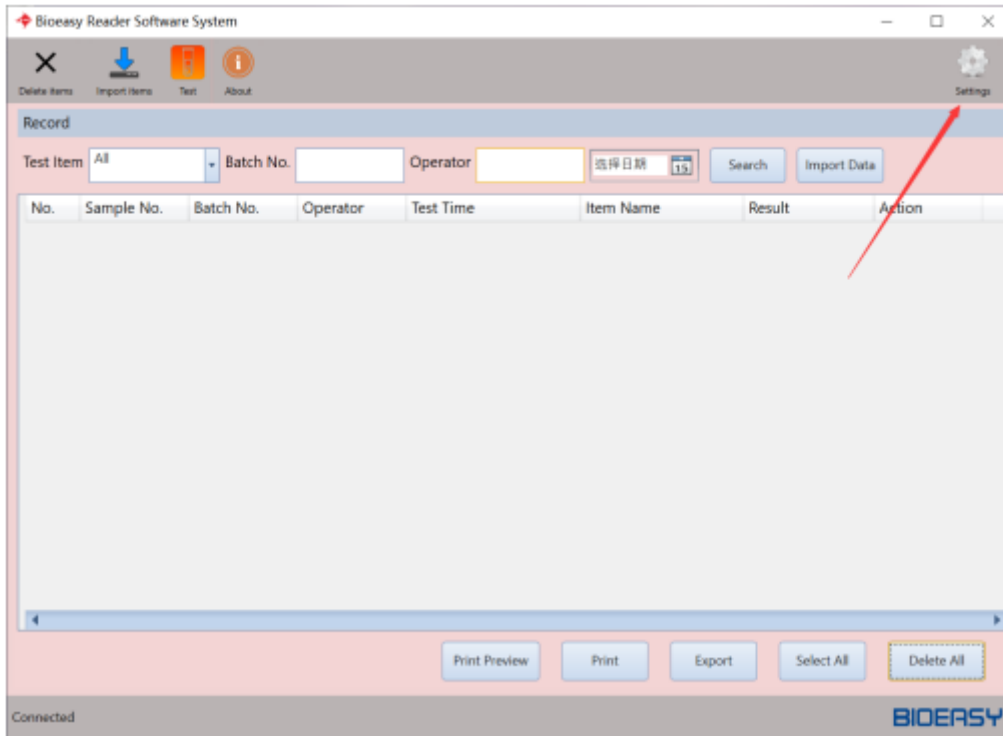 Bioeasy Reader Software System
Delete items Import items Test About Settings
Record
Test Item All Batch No. Operator 选择日期 15 Search Import Data
No. Sample No. Batch No. Operator Test Time Item Name Result Action
Print Preview Print Export Select All Delete All
Connected BIOEASY